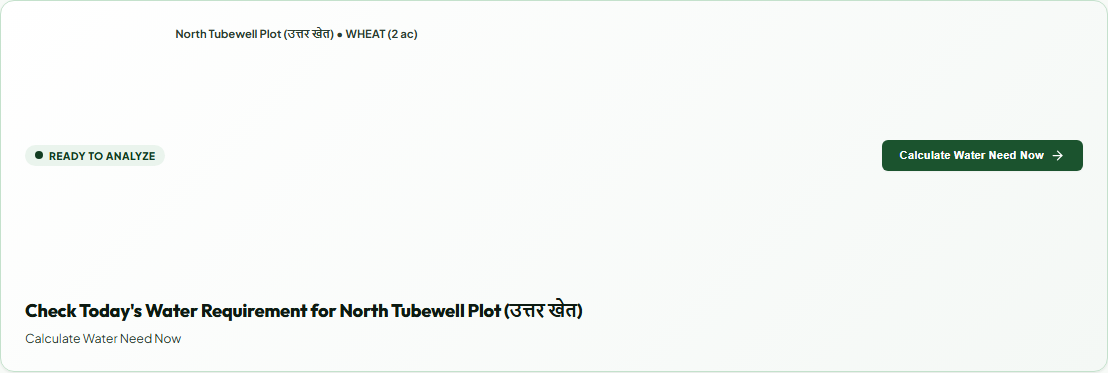 North Tubewell Plot (उत्तर खेत) ● WHEAT (2 ac)
● READY TO ANALYZE
Calculate Water Need Now →
Check Today's Water Requirement for North Tubewell Plot (उत्तर खेत)
Calculate Water Need Now